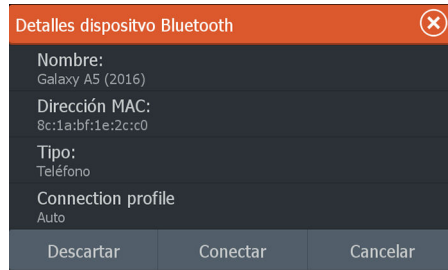 Detalles dispositvo Bluetooth
Nombre:
Galaxy A5 (2016)
Dirección MAC:
8c:1a:bf:1e:2c:c0
Tipo:
Teléfono
Connection profile
Auto
Descartar Conectar Cancelar